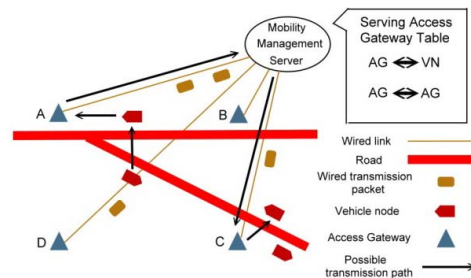 Mobility
Management
Server
Serving Access
Gateway Table
AG VN
AG AG
A
B
C
D
Wired link
Road
Wired transmission
packet
Vehicle node
Access Gateway
Possible
transmission path